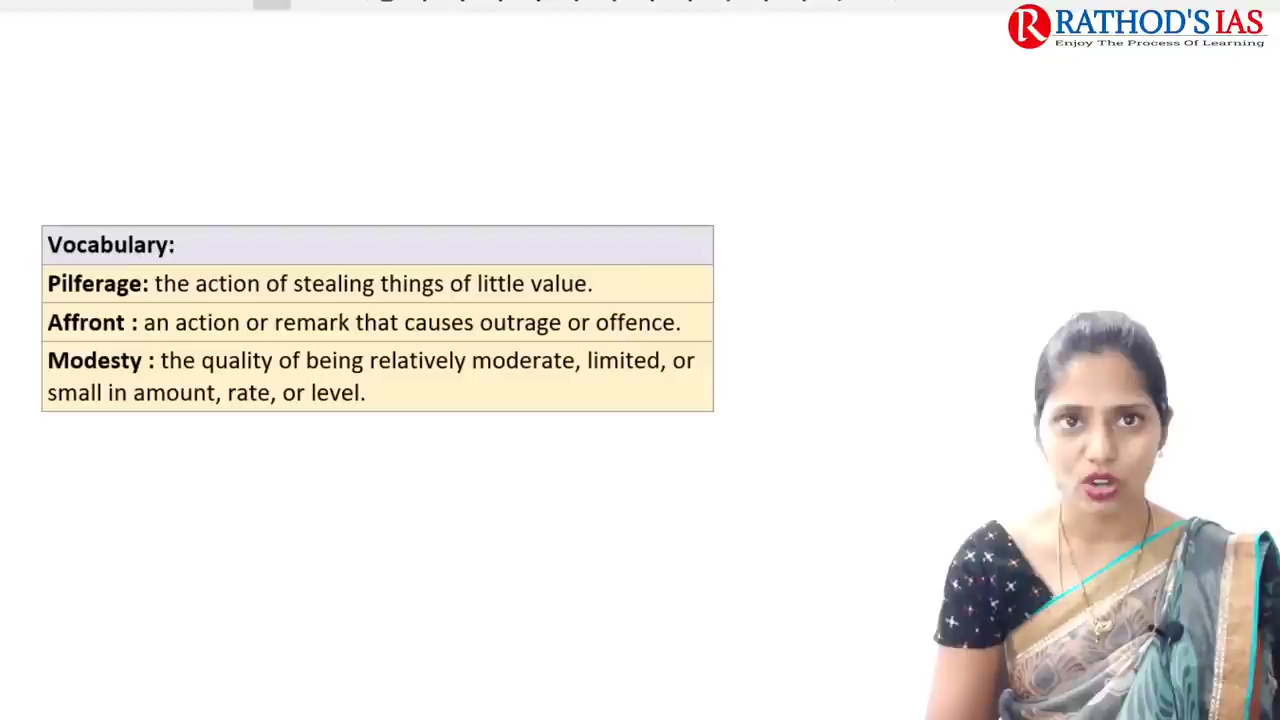 RATHOD'S IAS
Enjoy The Process Of Learning
Vocabulary:
Pilferage: the action of stealing things of little value.
Affront : an action or remark that causes outrage or offence.
Modesty : the quality of being relatively moderate, limited, or
small in amount, rate, or level.